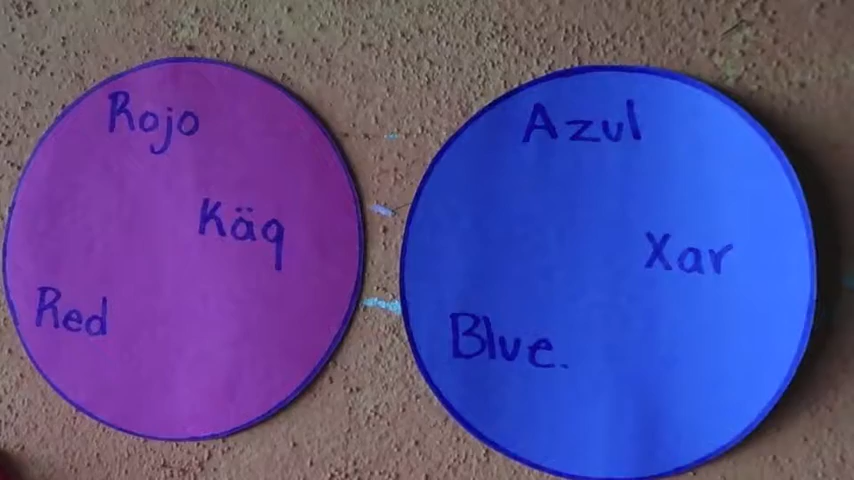 Rojo
Käq
Red
Azul
Xar
Blue.